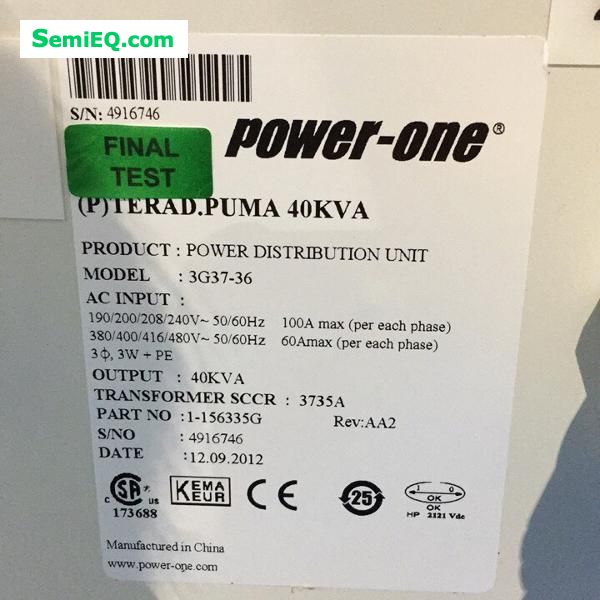 SemiEQ.com
S/N: 4916746
power-one®
FINAL
TEST
(P)TERAD.PUMA 40KVA
PRODUCT : POWER DISTRIBUTION UNIT
MODEL : 3G37-36
AC INPUT :
190/200/208/240V~ 50/60Hz 100A max (per each phase)
380/400/416/480V~ 50/60Hz 60Amax (per each phase)
3ϕ, 3W + PE
OUTPUT : 40KVA
TRANSFORMER SCCR : 3735A
PART NO :1-156335G Rev:AA2
S/NO : 4916746
DATE : 12.09.2012
C SA US
173688
KEMA
KEUR
CE
25
1 0
OK
OK
HP 2121 Vdc
Manufactured in China
www.power-one.com